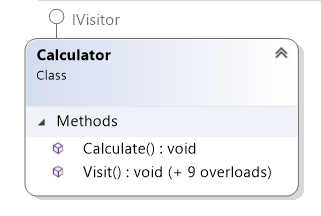 IVisitor
Calculator
Class
Methods
Calculate() : void
Visit() : void (+ 9 overloads)